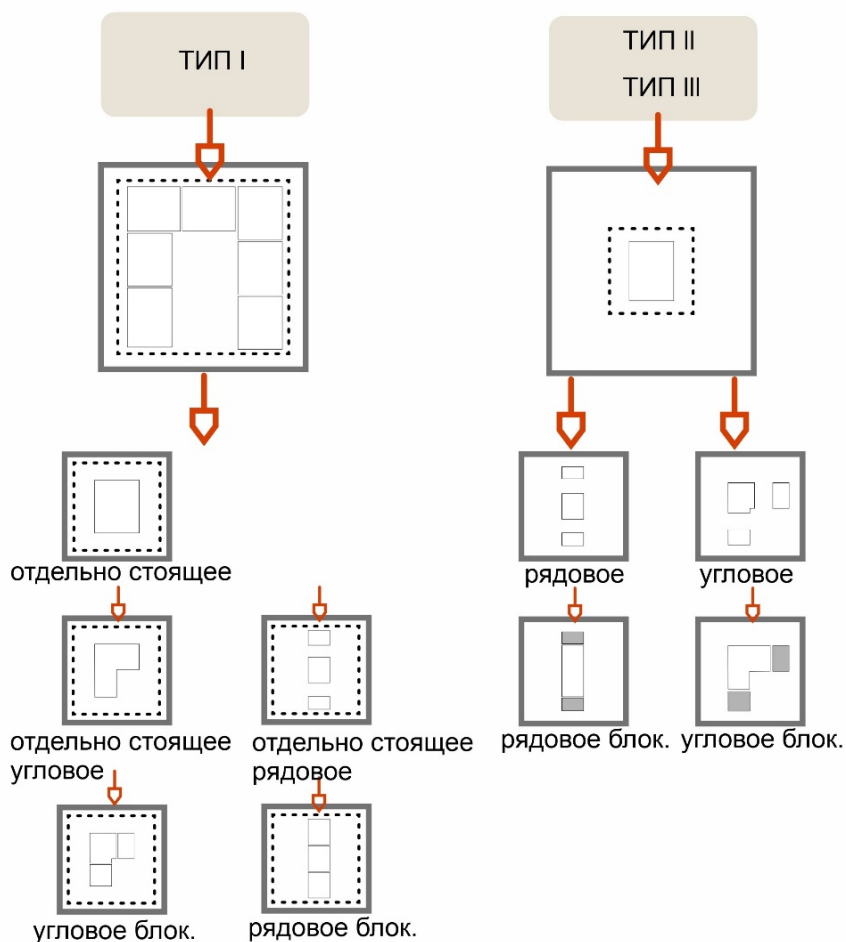 ТИП I
ТИП II
ТИП III
отдельно стоящее
рядовое
угловое
отдельно стоящее
угловое
отдельно стоящее
рядовое
рядовое блок.
угловое блок.
угловое блок.
рядовое блок.